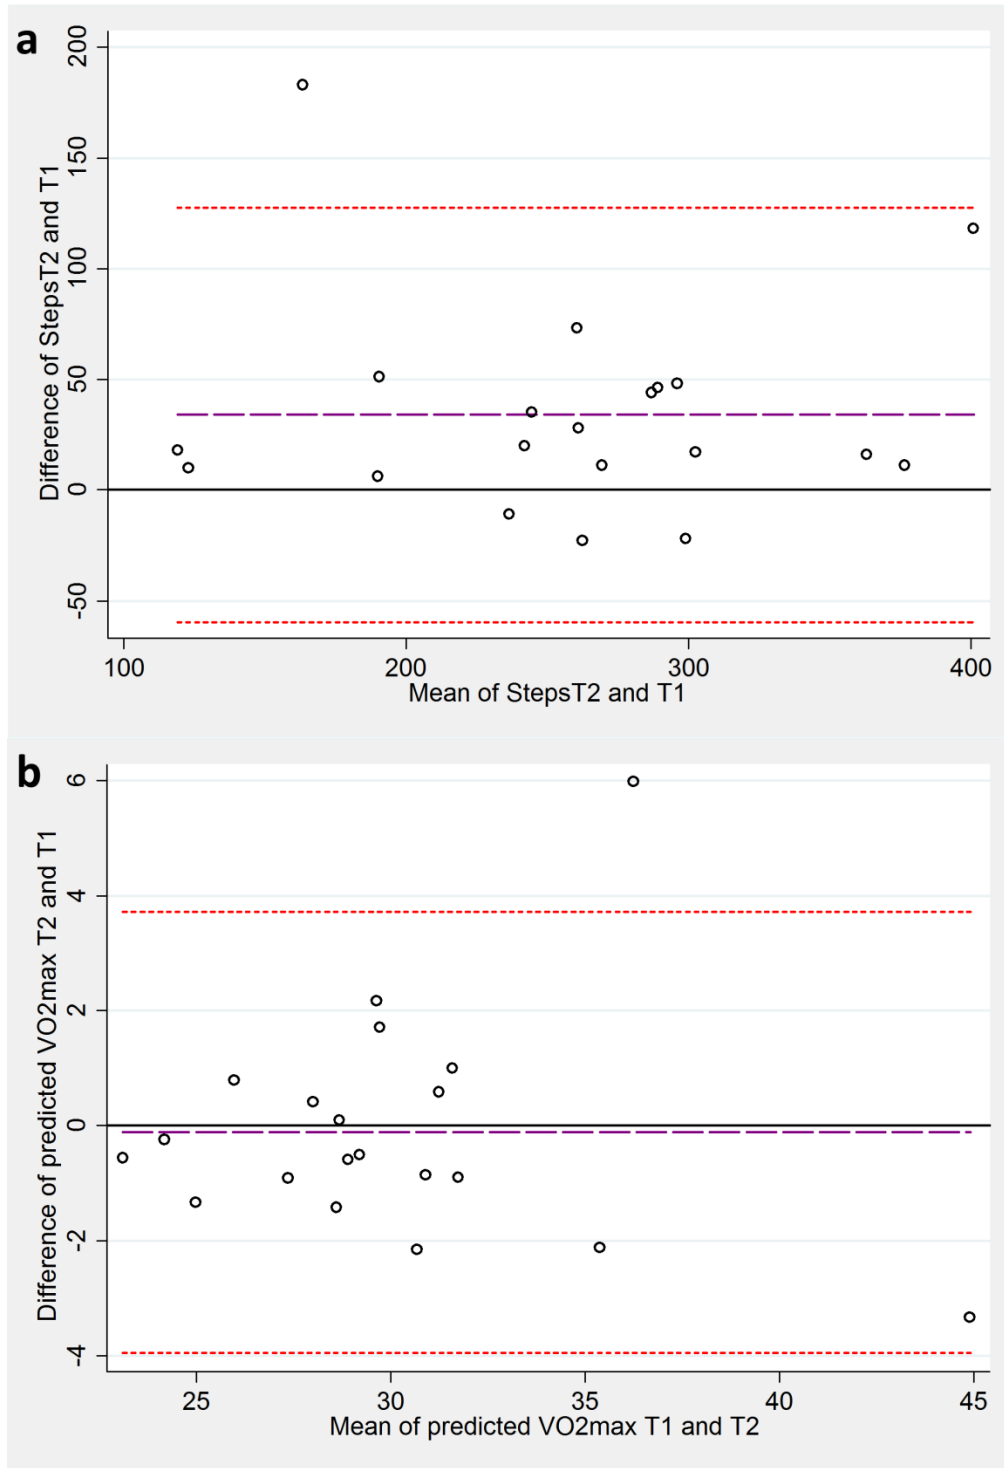 a
Difference of StepsT2 and T1
200
150
100
50
0
-50
100 200 300 400
Mean of StepsT2 and T1
b
Difference of predicted VO2max T2 and T1
6
4
2
0
-2
-4
25 30 35 40 45
Mean of predicted VO2max T1 and T2